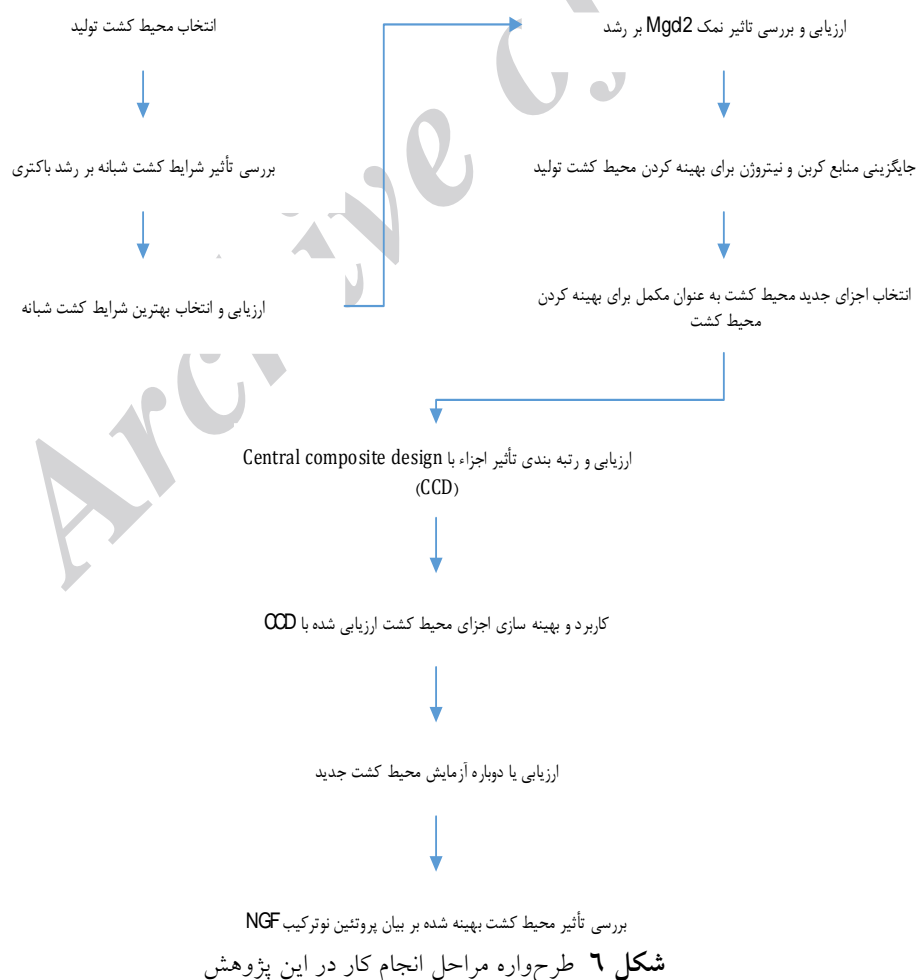 انتخاب محیط کشت تولید
بررسی تأثیر شرایط کشت شبانه بر رشد باکتری
ارزیابی و انتخاب بهترین شرایط کشت شبانه
ارزیابی و بررسی تاثیر نمک Mgcl2 بر رشد
جایگزینی منابع کربن و نیتروژن برای بهینه کردن محیط کشت تولید
انتخاب اجزای جدید محیط کشت به عنوان مکمل برای بهینه کردن
محیط کشت
ارزیابی و رتبه بندی تأثیر اجزاء با Central composite design
(CCD)
کاربرد و بهینه سازی اجزای محیط کشت ارزیابی شده با CCD
ارزیابی یا دوباره آزمایش محیط کشت جدید
بررسی تأثیر محیط کشت بهینه شده بر بیان پروتئین نوترکیب NGF
شکل ٦ طرح‌واره مراحل انجام کار در این پژوهش
Archive